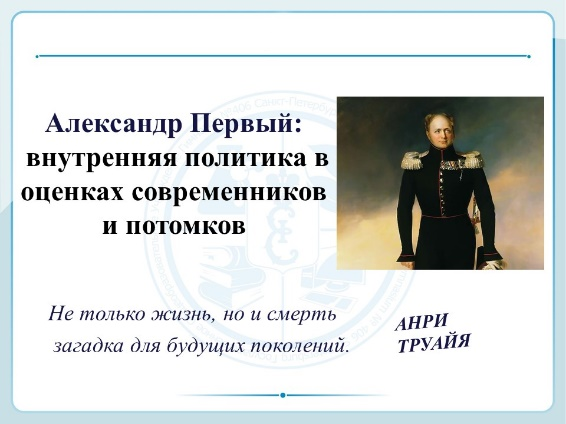 Александр Первый:
внутренняя политика в
оценках современников
и потомков
Не только жизнь, но и смерть
загадка для будущих поколений.
АНРИ
ТРУАЙЯ